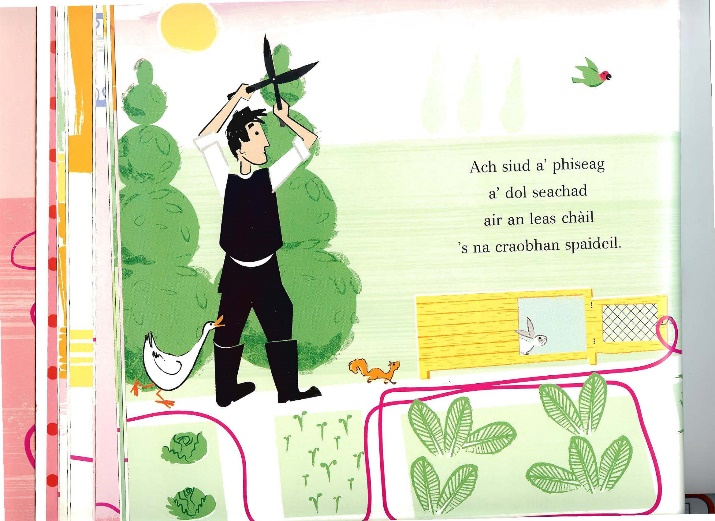 Ach siud a' phiseag
a' dol seachad
air an leas chàil
's na craobhan spaideil.